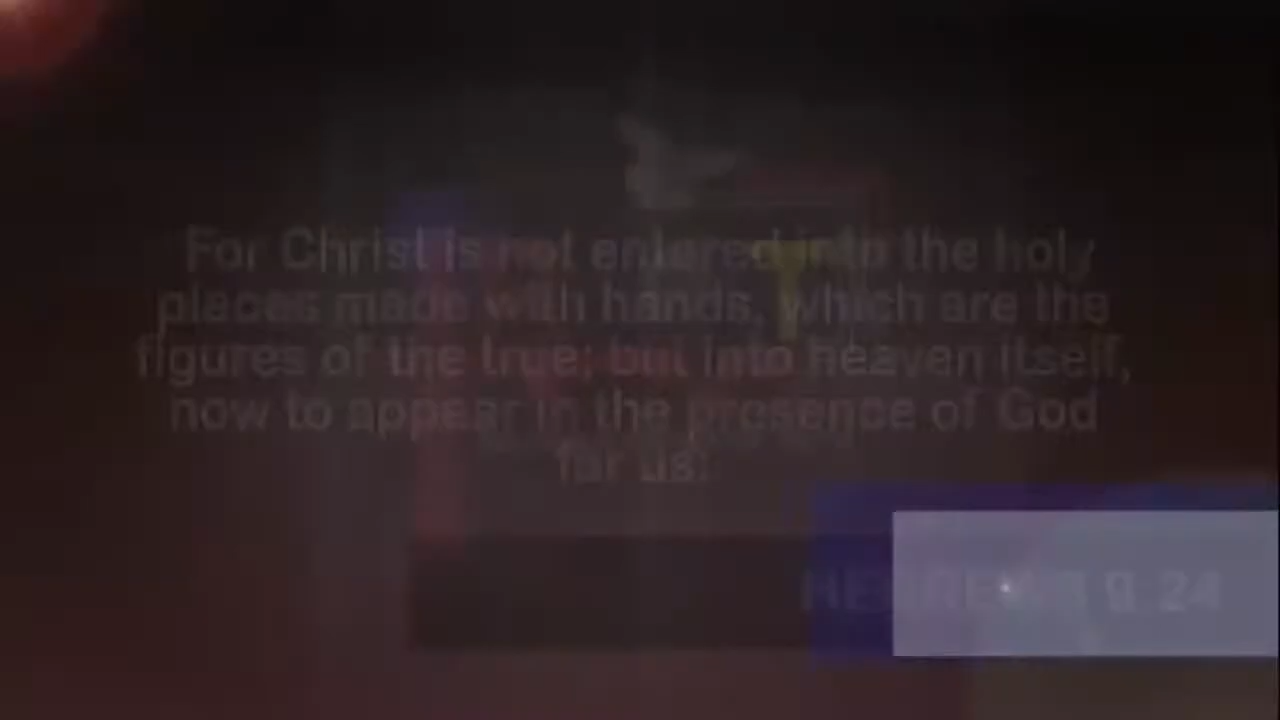 For Christ is not entered into the holy
places made with hands, which are the
figures of the true; but into heaven itself,
now to appear in the presence of God
for us:
HEBREWS 9:24